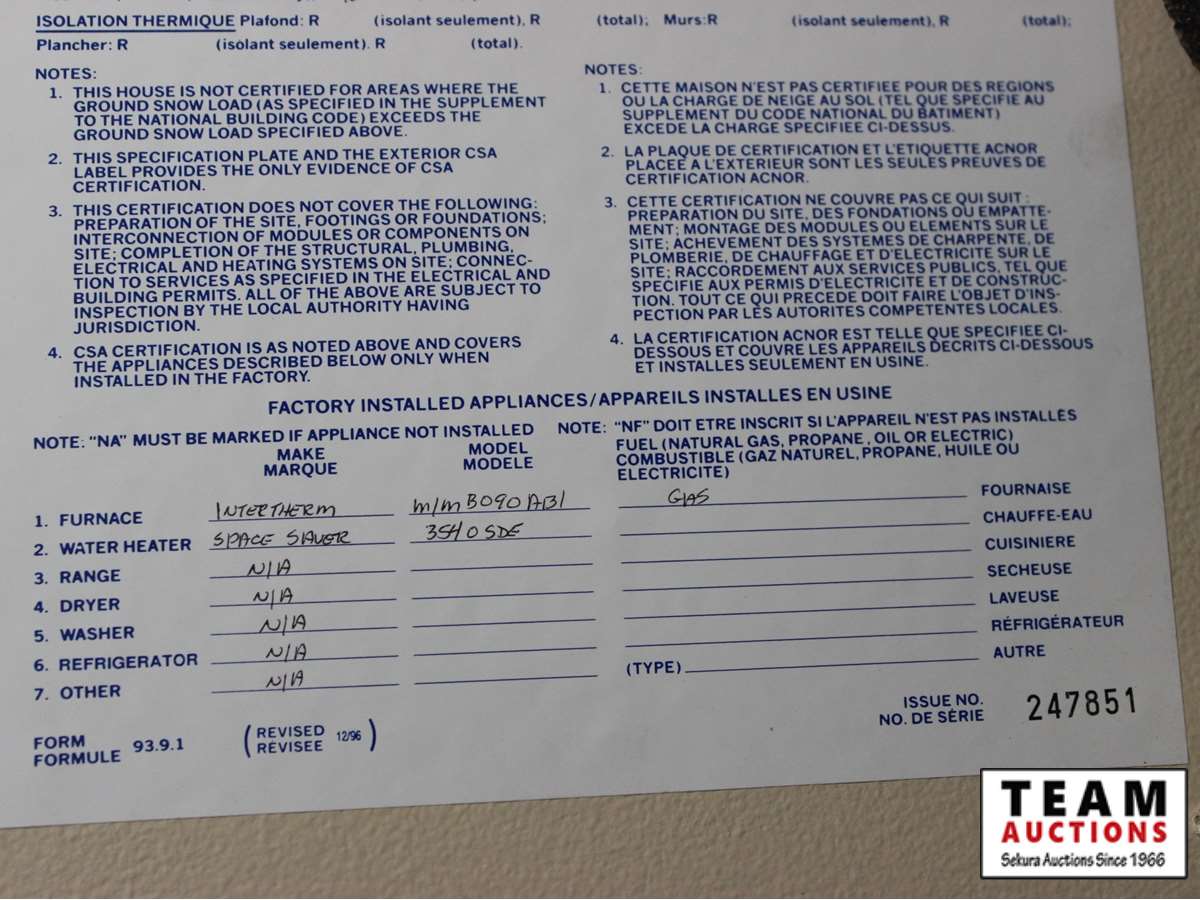 ISOLATION THERMIQUE Plafond: R (isolant seulement), R (total); Murs:R (isolant seulement), R (total);
Plancher: R (isolant seulement). R (total).
NOTES:
1. THIS HOUSE IS NOT CERTIFIED FOR AREAS WHERE THE
GROUND SNOW LOAD (AS SPECIFIED IN THE SUPPLEMENT
TO THE NATIONAL BUILDING CODE) EXCEEDS THE
GROUND SNOW LOAD SPECIFIED ABOVE.
2. THIS SPECIFICATION PLATE AND THE EXTERIOR CSA
LABEL PROVIDES THE ONLY EVIDENCE OF CSA
CERTIFICATION.
3. THIS CERTIFICATION DOES NOT COVER THE FOLLOWING:
PREPARATION OF THE SITE, FOOTINGS OR FOUNDATIONS;
INTERCONNECTION OF MODULES OR COMPONENTS ON
SITE; COMPLETION OF THE STRUCTURAL, PLUMBING,
ELECTRICAL AND HEATING SYSTEMS ON SITE; CONNEC-
TION TO SERVICES AS SPECIFIED IN THE ELECTRICAL AND
BUILDING PERMITS. ALL OF THE ABOVE ARE SUBJECT TO
INSPECTION BY THE LOCAL AUTHORITY HAVING
JURISDICTION.
4. CSA CERTIFICATION IS AS NOTED ABOVE AND COVERS
THE APPLIANCES DESCRIBED BELOW ONLY WHEN
INSTALLED IN THE FACTORY.
NOTES:
1. CETTE MAISON N'EST PAS CERTIFIEE POUR DES REGIONS
OU LA CHARGE DE NEIGE AU SOL (TEL QUE SPECIFIE AU
SUPPLEMENT DU CODE NATIONAL DU BATIMENT)
EXCEDE LA CHARGE SPECIFIEE CI-DESSUS.
2. LA PLAQUE DE CERTIFICATION ET L'ETIQUETTE ACNOR
PLACEE A L'EXTERIEUR SONT LES SEULES PREUVES DE
CERTIFICATION ACNOR.
3. CETTE CERTIFICATION NE COUVRE PAS CE QUI SUIT :
PREPARATION DU SITE, DES FONDATIONS OU EMPATTE-
MENT; MONTAGE DES MODULES OU ELEMENTS SUR LE
SITE; ACHEVEMENT DES SYSTEMES DE CHARPENTE, DE
PLOMBERIE, DE CHAUFFAGE ET D'ELECTRICITE SUR LE
SITE; RACCORDEMENT AUX SERVICES PUBLICS, TEL QUE
SPECIFIE AUX PERMIS D'ELECTRICITE ET DE CONSTRUC-
TION. TOUT CE QUI PRECEDE DOIT FAIRE L'OBJET D'INS-
PECTION PAR LES AUTORITES COMPETENTES LOCALES.
4. LA CERTIFICATION ACNOR EST TELLE QUE SPECIFIEE CI-
DESSOUS ET COUVRE LES APPAREILS DECRITS CI-DESSOUS
ET INSTALLES SEULEMENT EN USINE.
FACTORY INSTALLED APPLIANCES/APPAREILS INSTALLES EN USINE
NOTE: "NA" MUST BE MARKED IF APPLIANCE NOT INSTALLED NOTE: "NF" DOIT ETRE INSCRIT SI L'APPAREIL N'EST PAS INSTALLÉS
MAKE MODEL FUEL (NATURAL GAS, PROPANE, OIL OR ELECTRIC)
MARQUE MODELE COMBUSTIBLE (GAZ NATUREL, PROPANE, HUILE OU
ELECTRICITE)
1. FURNACE INTERTHERM M/MB090AB1 GAS FOURNAISE
2. WATER HEATER SPACE SAVER 3540SDE CHAUFFE-EAU
3. RANGE N/A CUISINIERE
4. DRYER N/A SECHEUSE
5. WASHER N/A LAVEUSE
6. REFRIGERATOR N/A RÉFRIGÉRATEUR
7. OTHER N/A (TYPE) AUTRE
ISSUE NO.
NO. DE SÉRIE 247851
FORM
FORMULE 93.9.1 (REVISED
RÉVISEE 12/96)
TEAM
AUCTIONS
Sekura Auctions Since 1966